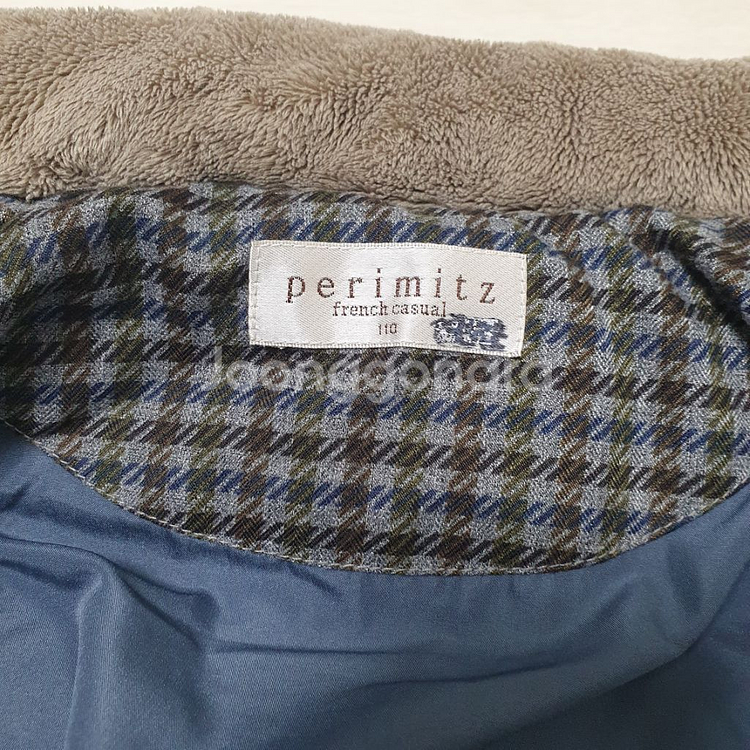 perimitz
french casual
110
Joonggonara